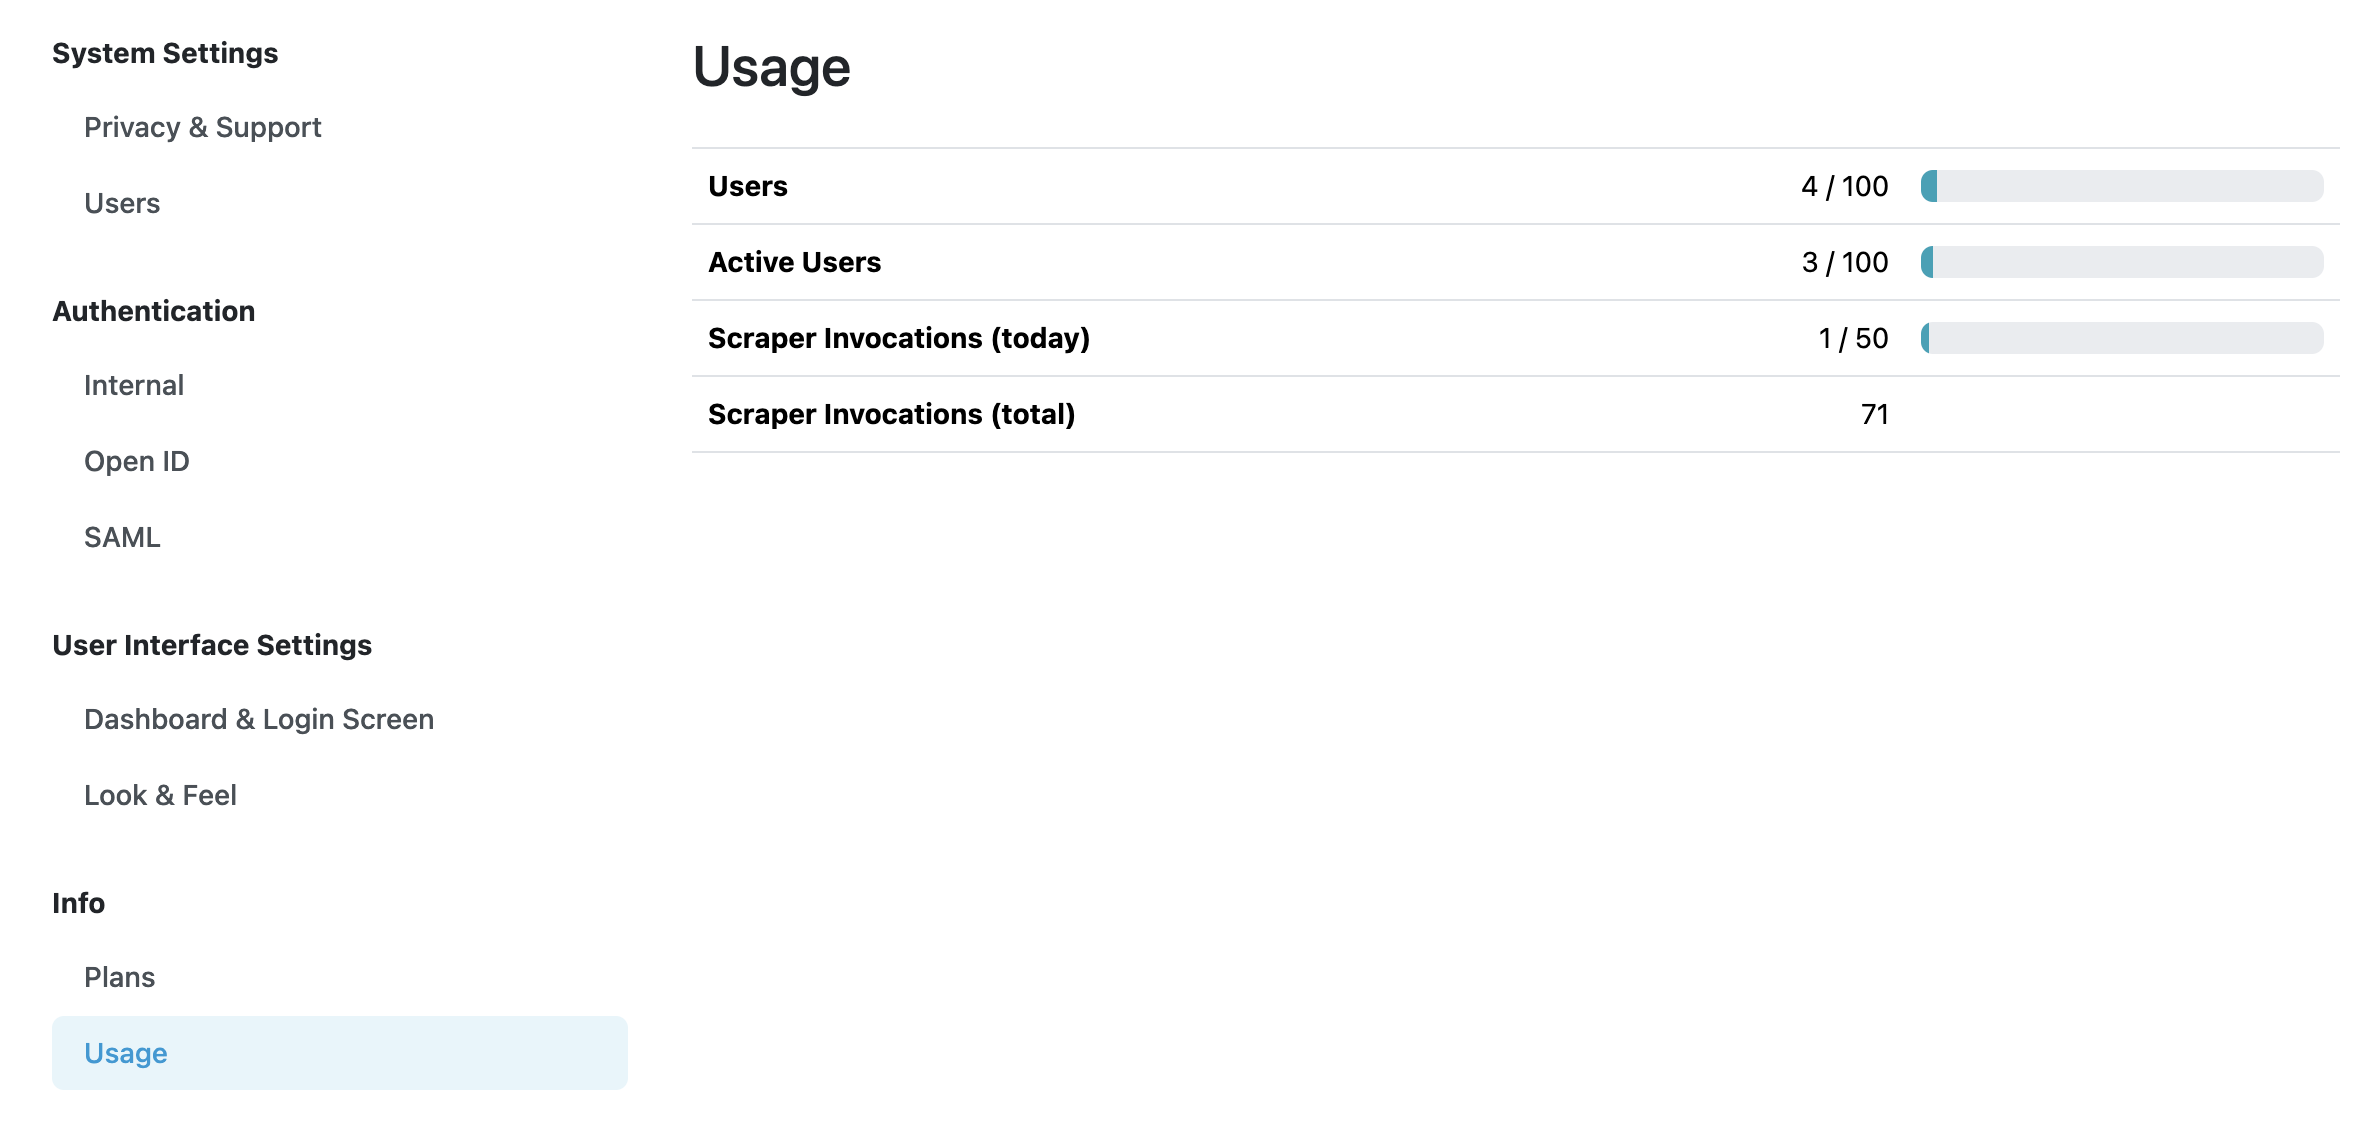 System Settings
Privacy & Support
Users
Authentication
Internal
Open ID
SAML
User Interface Settings
Dashboard & Login Screen
Look & Feel
Info
Plans
Usage
Usage
Users 4 / 100
Active Users 3 / 100
Scraper Invocations (today) 1 / 50
Scraper Invocations (total) 71